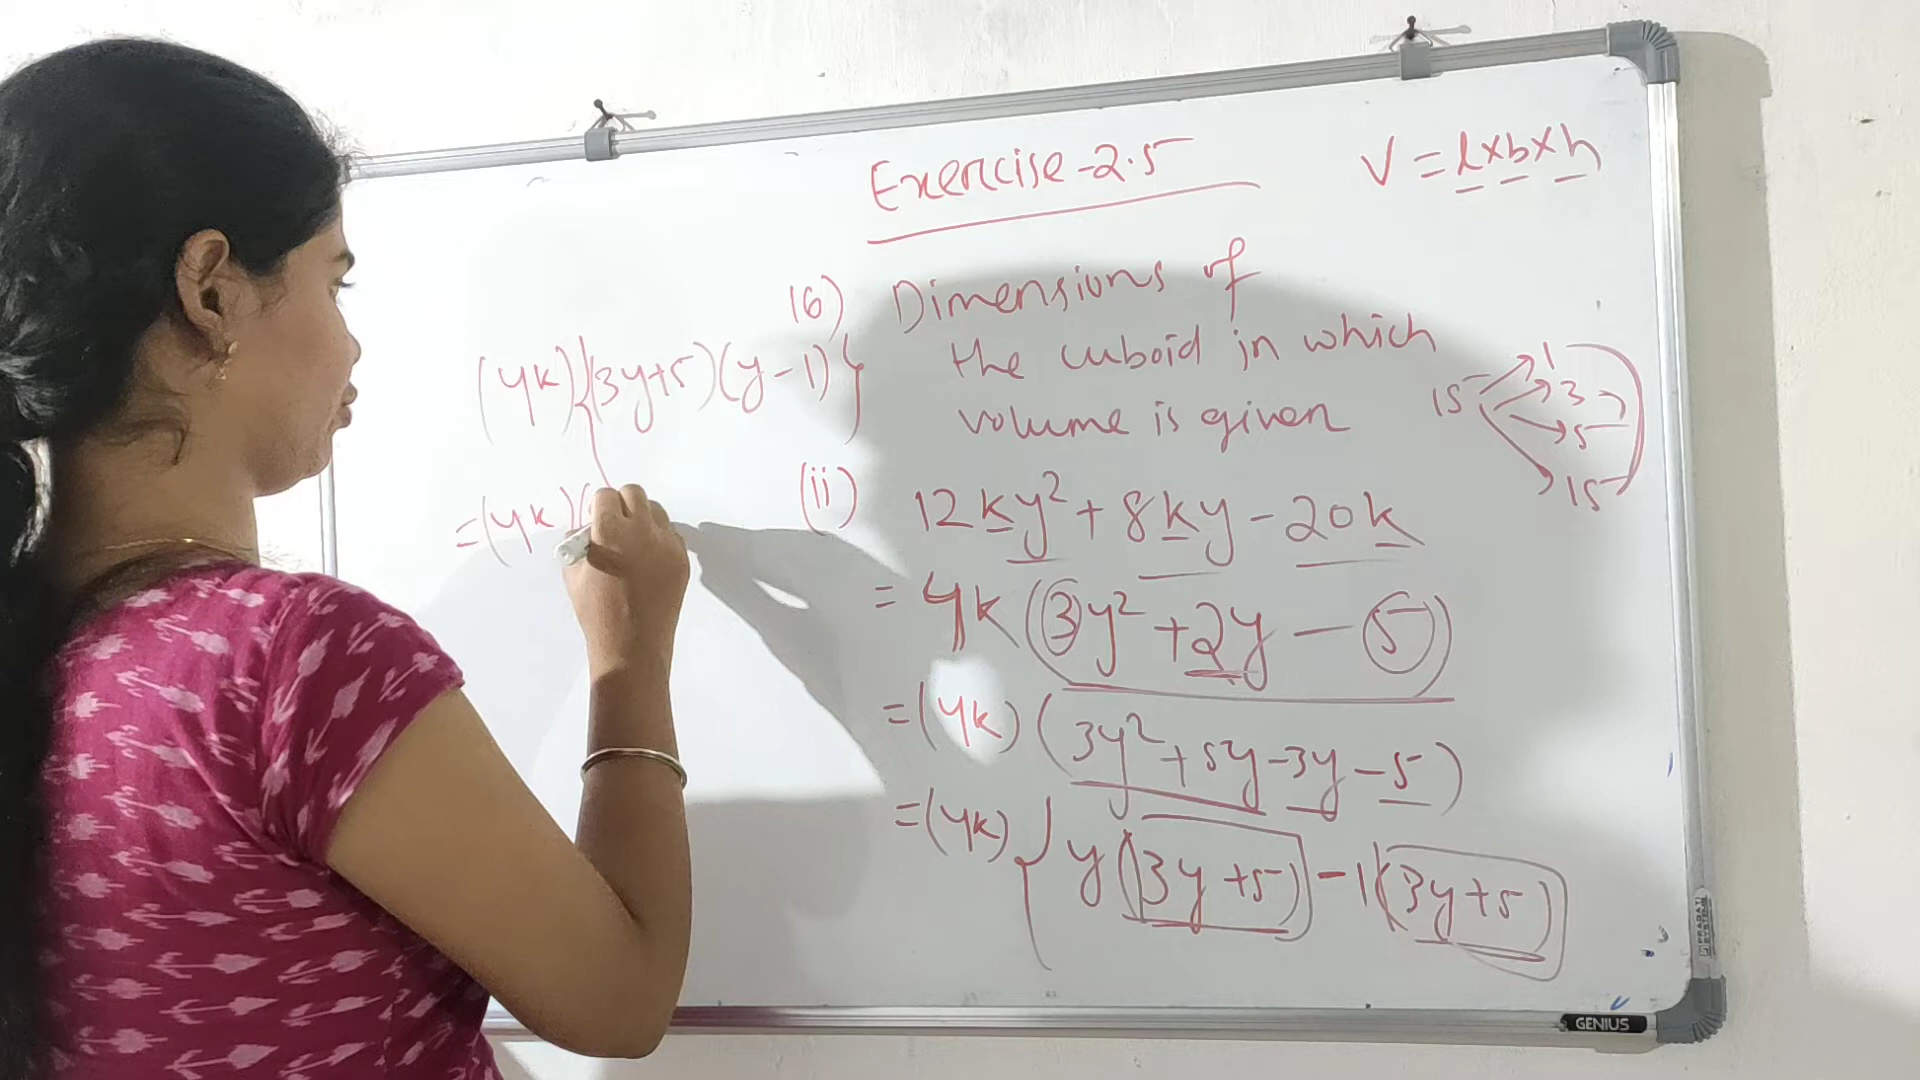 Exercise-2.5
V = l×b×h
16) Dimensions of
the cuboid in which
volume is given
15 1
3
5
15
(ii) 12ky² + 8ky - 20k
= 4k (3y² + 2y - 5)
= (4k) (3y² + 5y - 3y - 5)
= (4k) { y (3y+5) - 1(3y+5)
(4k) {(3y+5)(y-1)}
= (4k)(
GENIUS